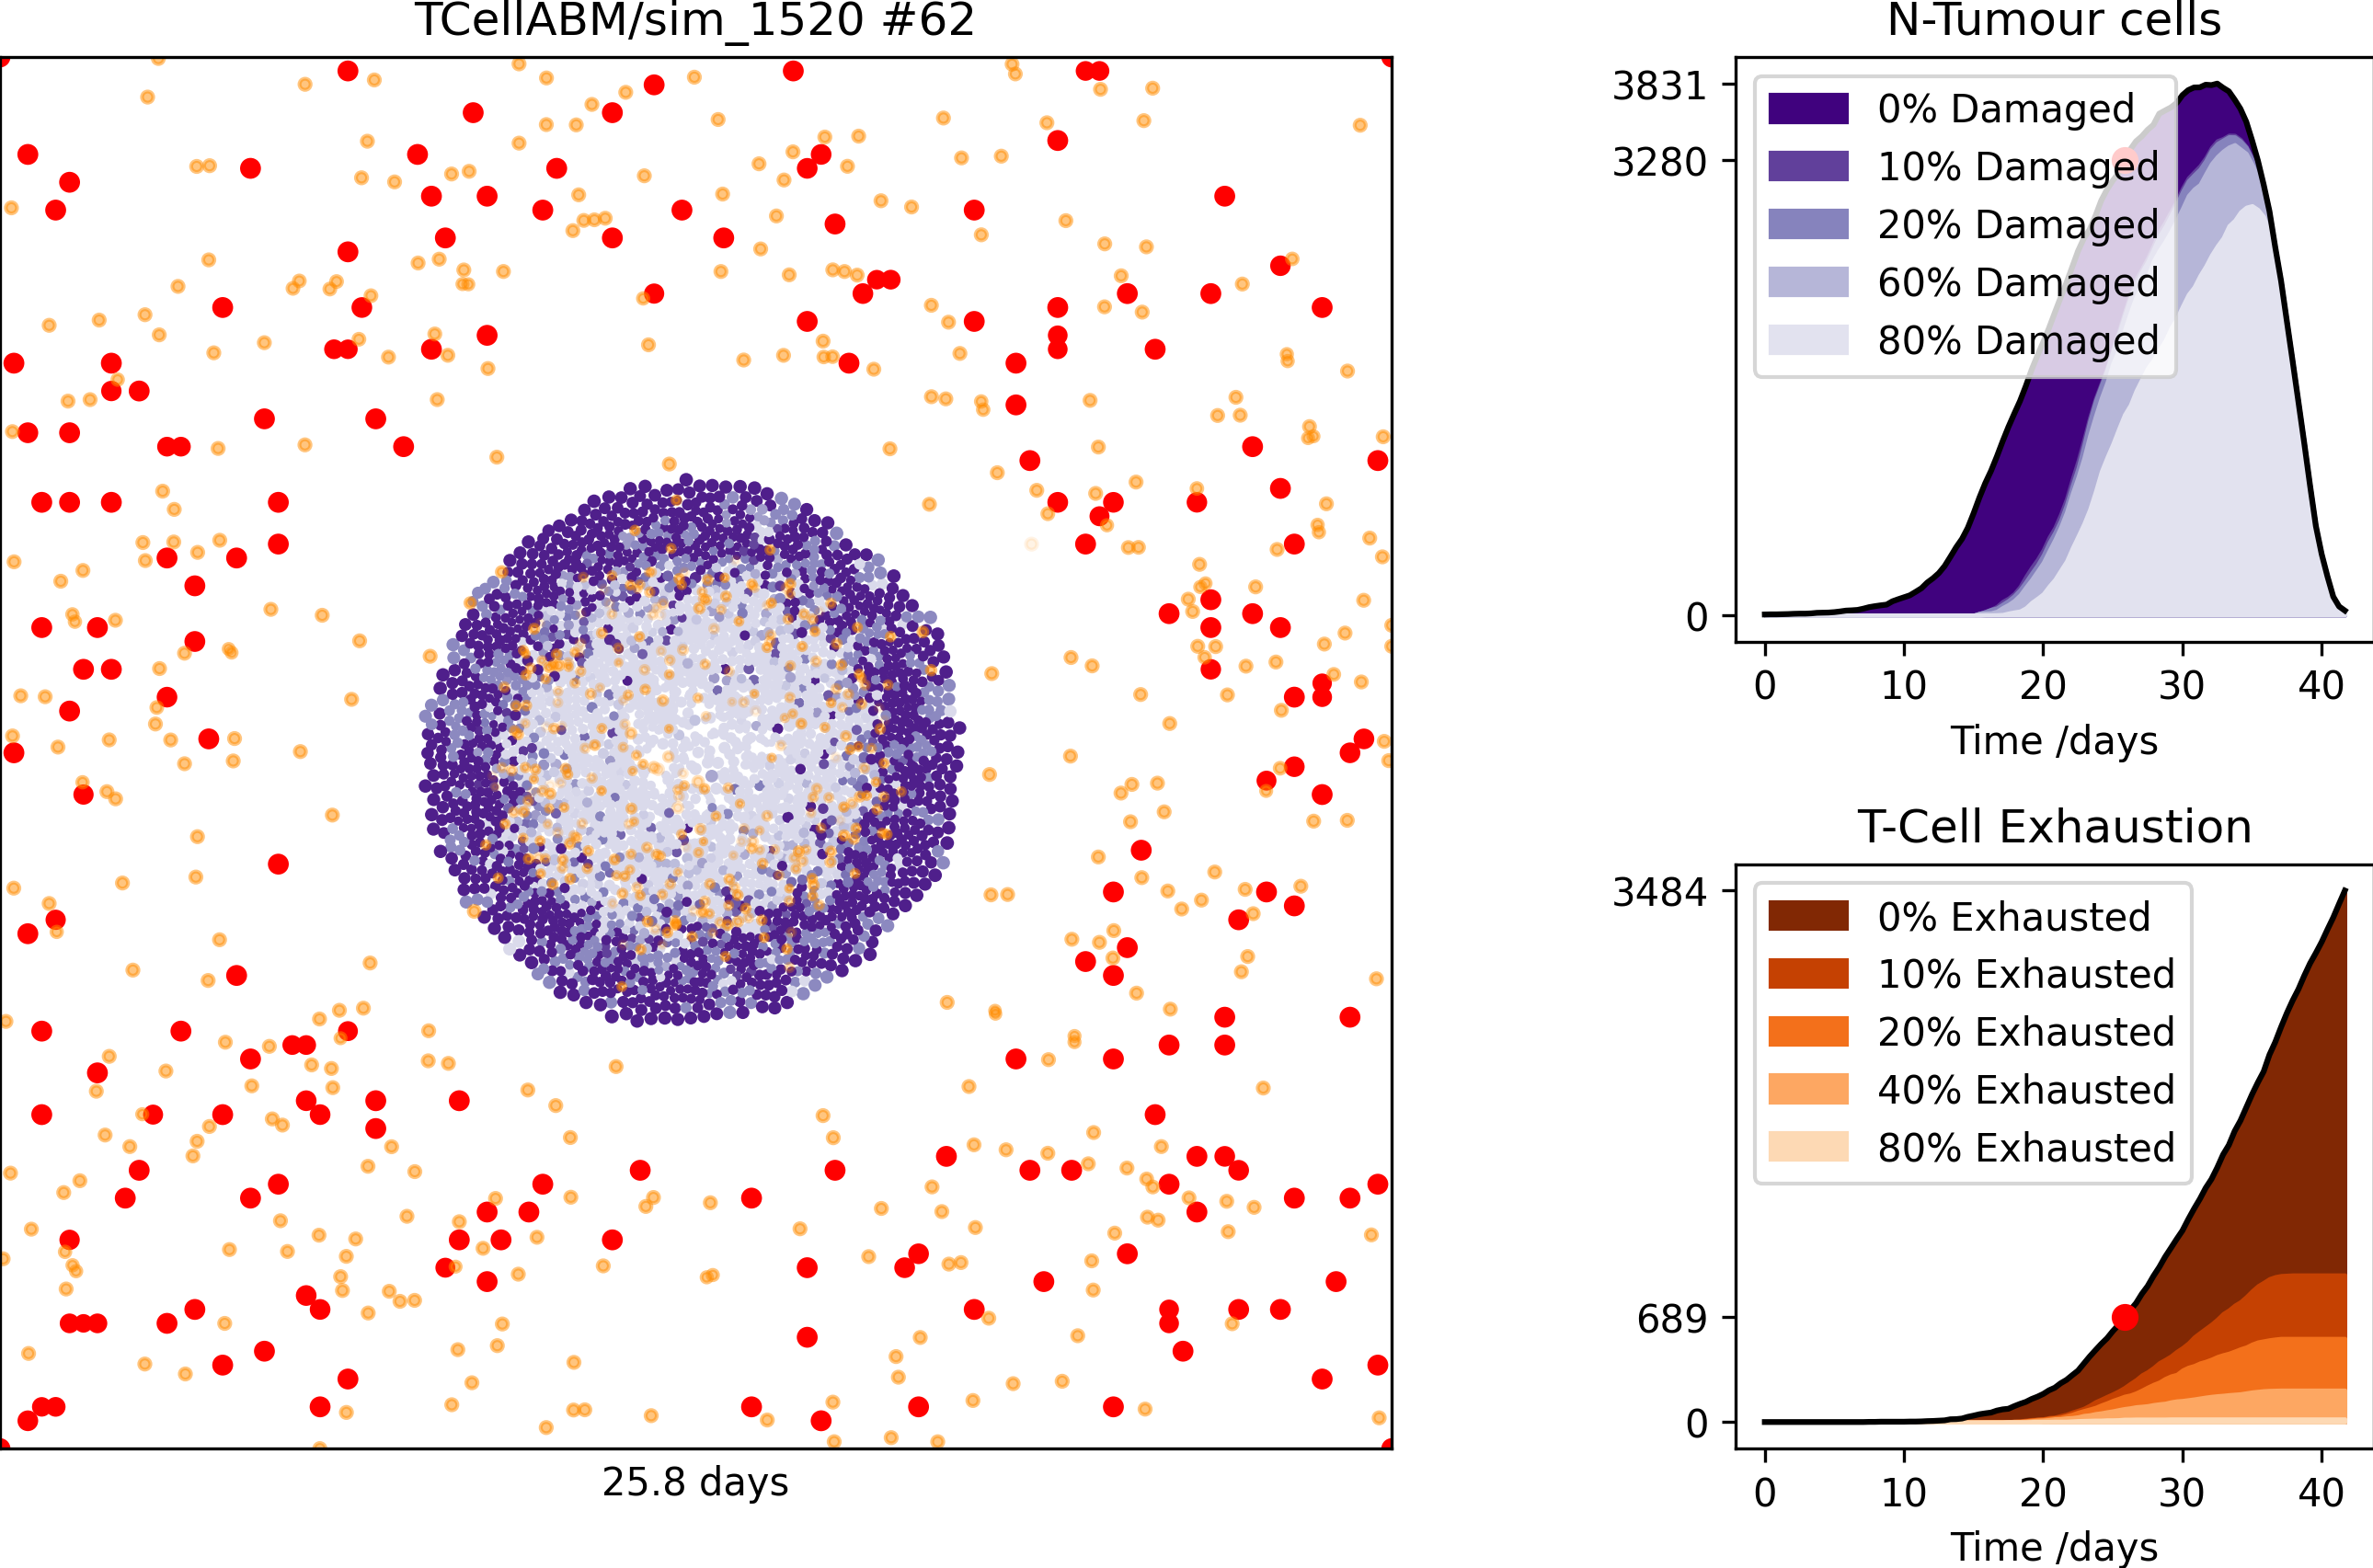 TCellABM/sim_1520 #62
25.8 days
N-Tumour cells
3831
3280
0
0% Damaged
10% Damaged
20% Damaged
60% Damaged
80% Damaged
0 10 20 30 40
Time /days
T-Cell Exhaustion
3484
689
0
0% Exhausted
10% Exhausted
20% Exhausted
40% Exhausted
80% Exhausted
0 10 20 30 40
Time /days